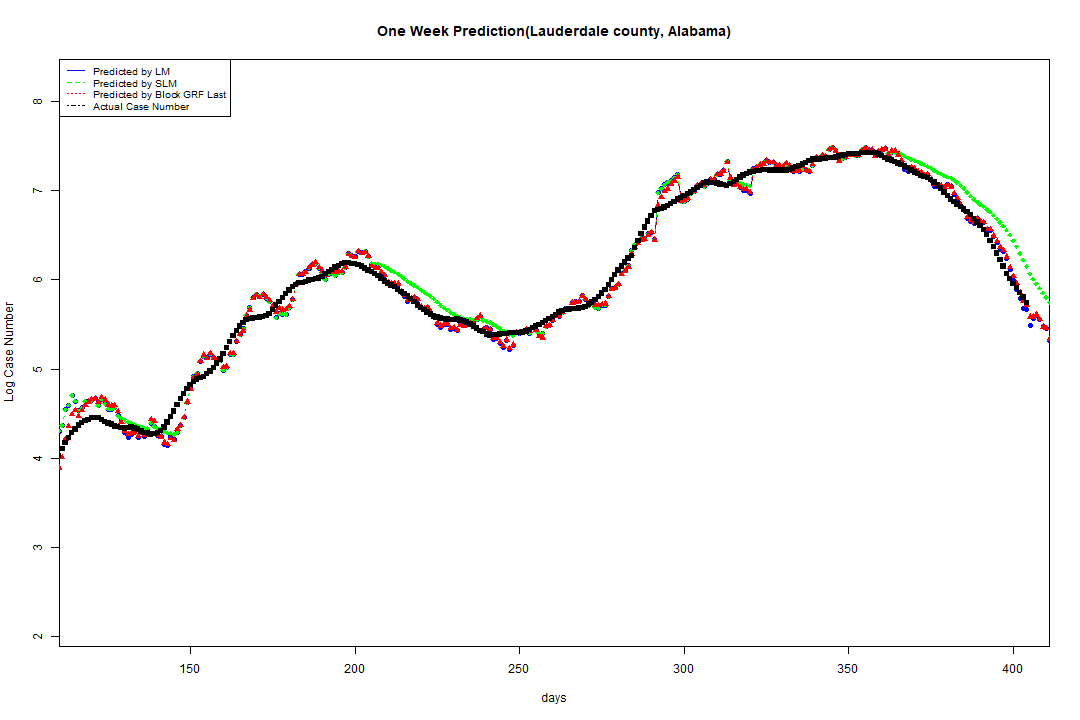 One Week Prediction(Lauderdale county, Alabama)
Predicted by LM
Predicted by SLM
Predicted by Block GRF Last
Actual Case Number
8
7
6
5
4
3
2
Log Case Number
150 200 250 300 350 400
days